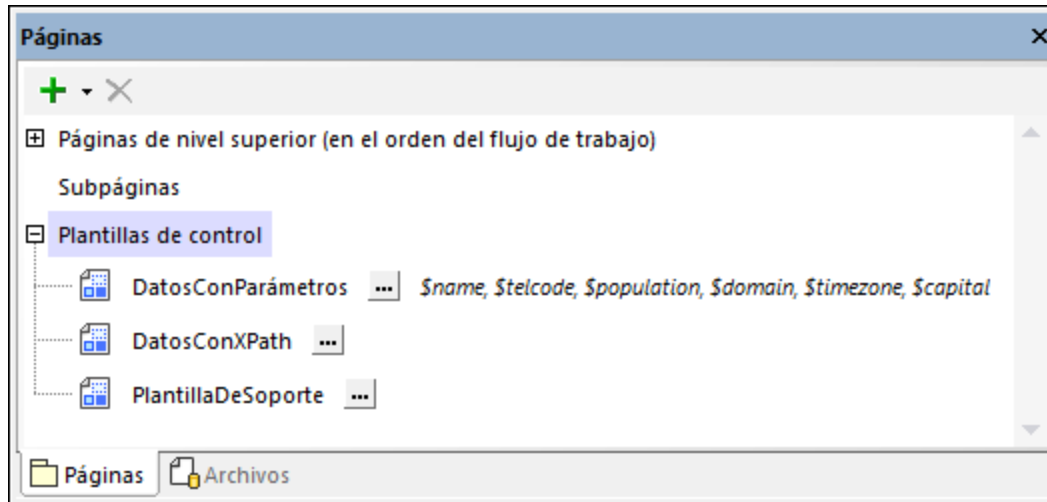 Páginas
Páginas de nivel superior (en el orden del flujo de trabajo)
Subpáginas
Plantillas de control
DatosConParámetros ... $name, $telcode, $population, $domain, $timezone, $capital
DatosConXPath ...
PlantillaDeSoporte ...
Páginas Archivos